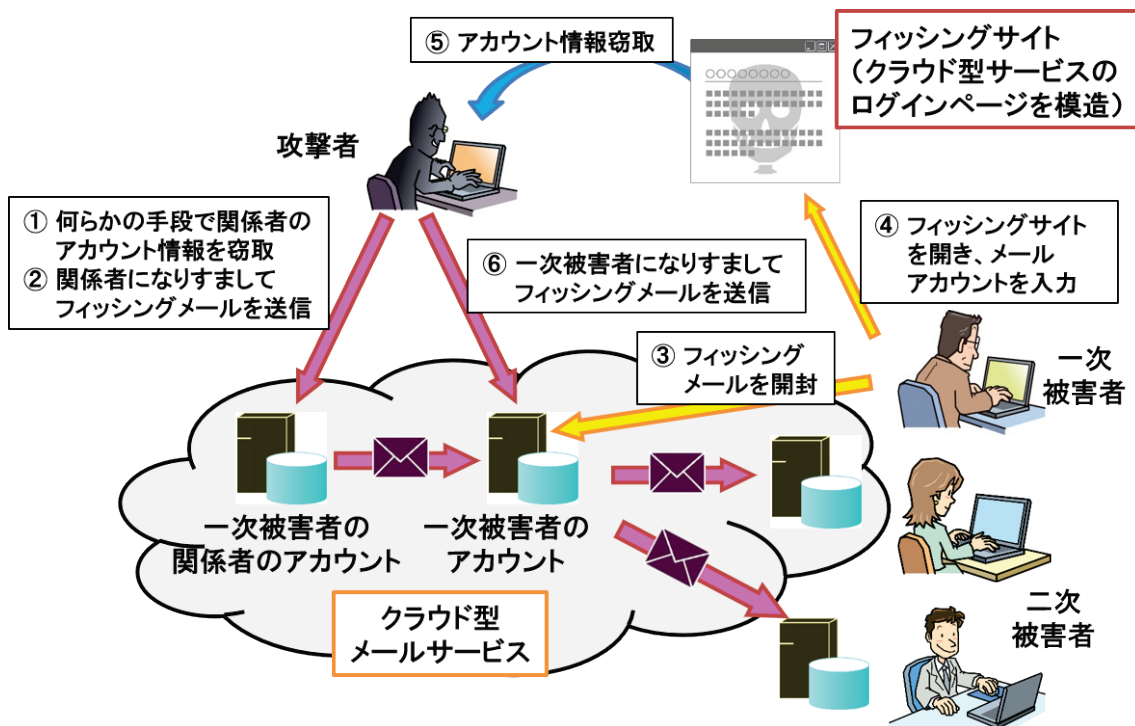 ⑤ アカウント情報窃取
フィッシングサイト
（クラウド型サービスの
ログインページを模造）
攻撃者
① 何らかの手段で関係者の
アカウント情報を窃取
② 関係者になりすまして
フィッシングメールを送信
⑥ 一次被害者になりすまして
フィッシングメールを送信
④ フィッシングサイト
を開き、メール
アカウントを入力
③ フィッシング
メールを開封
一次
被害者
一次被害者の
関係者のアカウント
一次被害者の
アカウント
クラウド型
メールサービス
二次
被害者